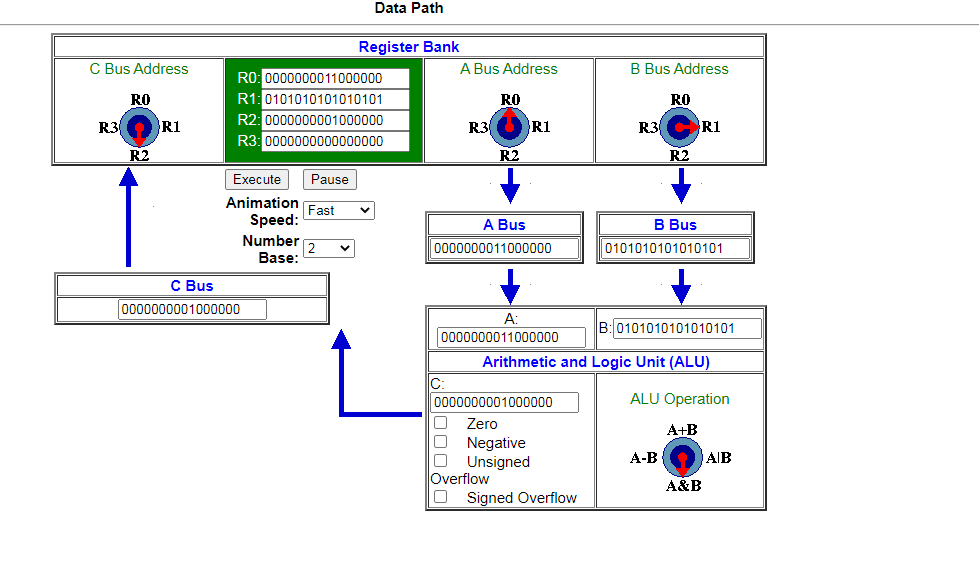 Data Path
Register Bank
C Bus Address
R0
R3 R1
R2
R0: 0000000011000000
R1: 0101010101010101
R2: 0000000001000000
R3: 0000000000000000
A Bus Address
R0
R3 R1
R2
B Bus Address
R0
R3 R1
R2
Execute Pause
Animation
Speed: Fast
Number
Base: 2
A Bus
0000000011000000
B Bus
0101010101010101
C Bus
0000000001000000
A:
0000000011000000
B: 0101010101010101
Arithmetic and Logic Unit (ALU)
C:
0000000001000000
Zero
Negative
Unsigned
Overflow
Signed Overflow
ALU Operation
A+B
A-B A|B
A&B